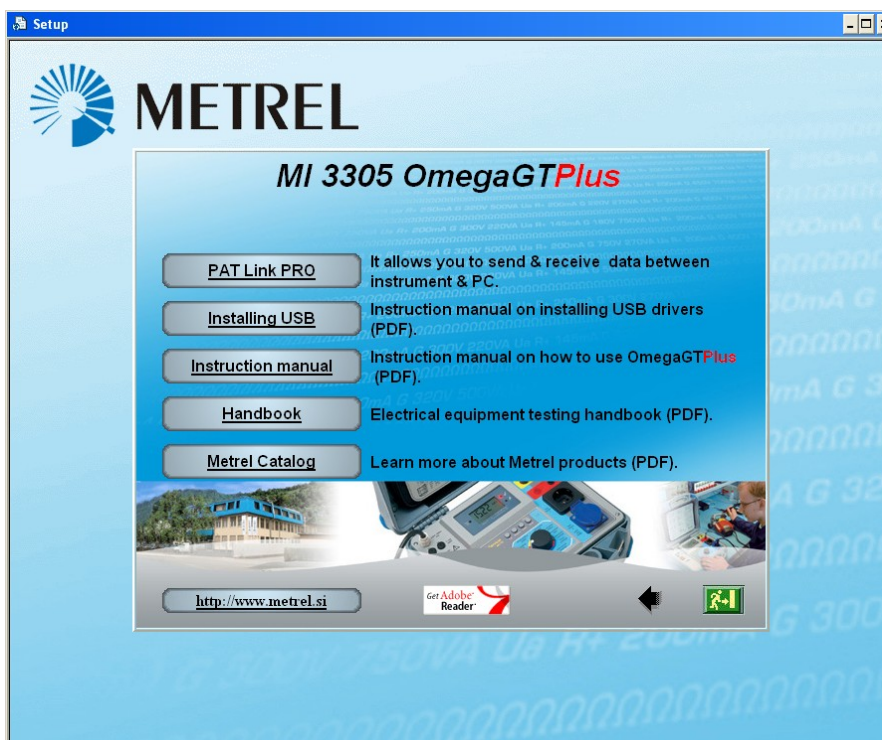 Setup
METREL
MI 3305 OmegaGTPlus
PAT Link PRO
It allows you to send & receive data between
instrument & PC.
Installing USB
Instruction manual on installing USB drivers
(PDF).
Instruction manual
Instruction manual on how to use OmegaGTPlus
(PDF).
Handbook
Electrical equipment testing handbook (PDF).
Metrel Catalog
Learn more about Metrel products (PDF).
http://www.metrel.si
Get Adobe
Reader